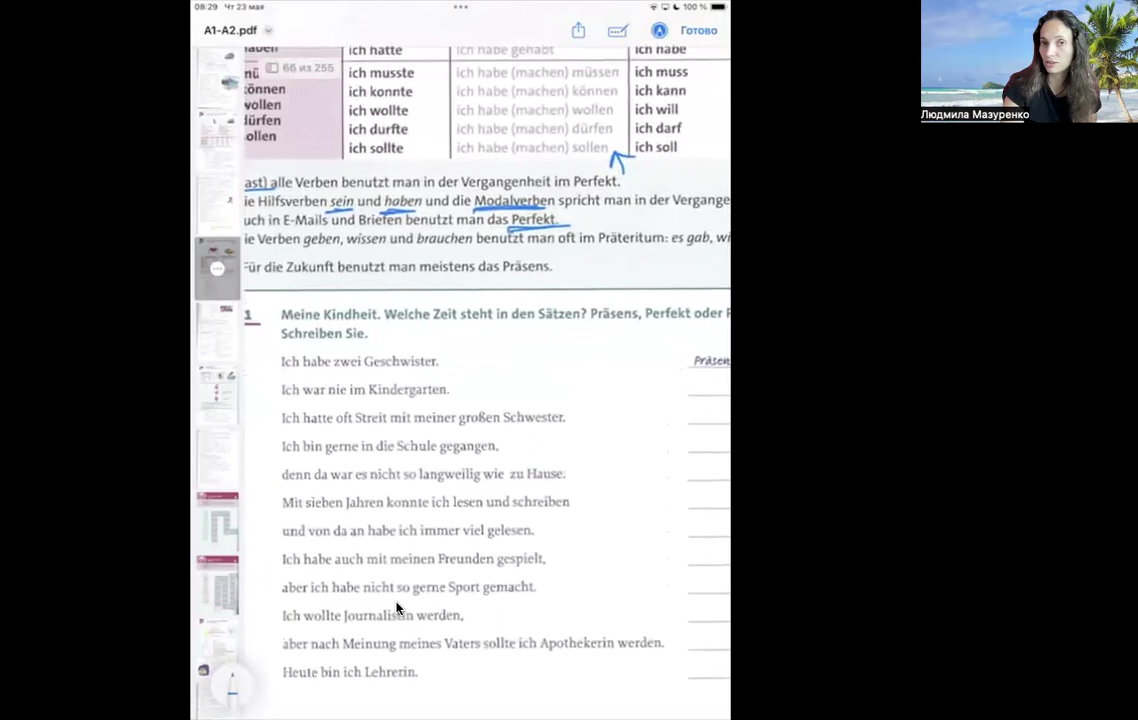 08:29 Чт 23 мая
100 %
A1-A2.pdf
Готово
66 из 255
ich hatte
ich habe gehabt
ich habe
ich musste
ich habe (machen) müssen
ich muss
können
ich konnte
ich habe (machen) können
ich kann
wollen
ich wollte
ich habe (machen) wollen
ich will
dürfen
ich durfte
ich habe (machen) dürfen
ich darf
ollen
ich sollte
ich habe (machen) sollen
ich soll
ast) alle Verben benutzt man in der Vergangenheit im Perfekt.
ie Hilfsverben sein und haben und die Modalverben spricht man in der Vergange
uch in E-Mails und Briefen benutzt man das Perfekt.
ie Verben geben, wissen und brauchen benutzt man oft im Präteritum: es gab, wi
Für die Zukunft benutzt man meistens das Präsens.
1 Meine Kindheit. Welche Zeit steht in den Sätzen? Präsens, Perfekt oder P
Schreiben Sie.
Ich habe zwei Geschwister. Präsen
Ich war nie im Kindergarten.
Ich hatte oft Streit mit meiner großen Schwester.
Ich bin gerne in die Schule gegangen,
denn da war es nicht so langweilig wie zu Hause.
Mit sieben Jahren konnte ich lesen und schreiben
und von da an habe ich immer viel gelesen.
Ich habe auch mit meinen Freunden gespielt,
aber ich habe nicht so gerne Sport gemacht.
Ich wollte Journalistin werden,
aber nach Meinung meines Vaters sollte ich Apothekerin werden.
Heute bin ich Lehrerin.
Людмила Мазуренко